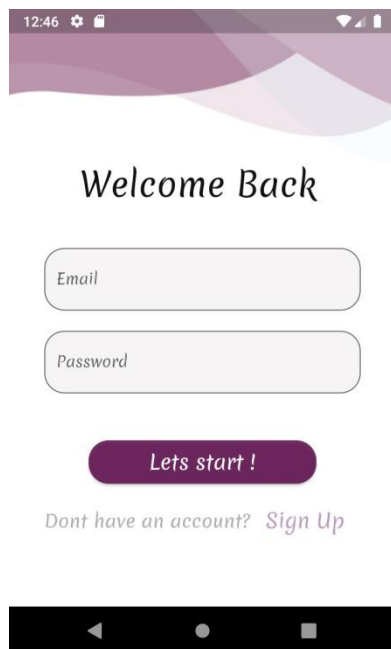 12:46
Welcome Back
Email
Password
Lets start !
Dont have an account? Sign Up